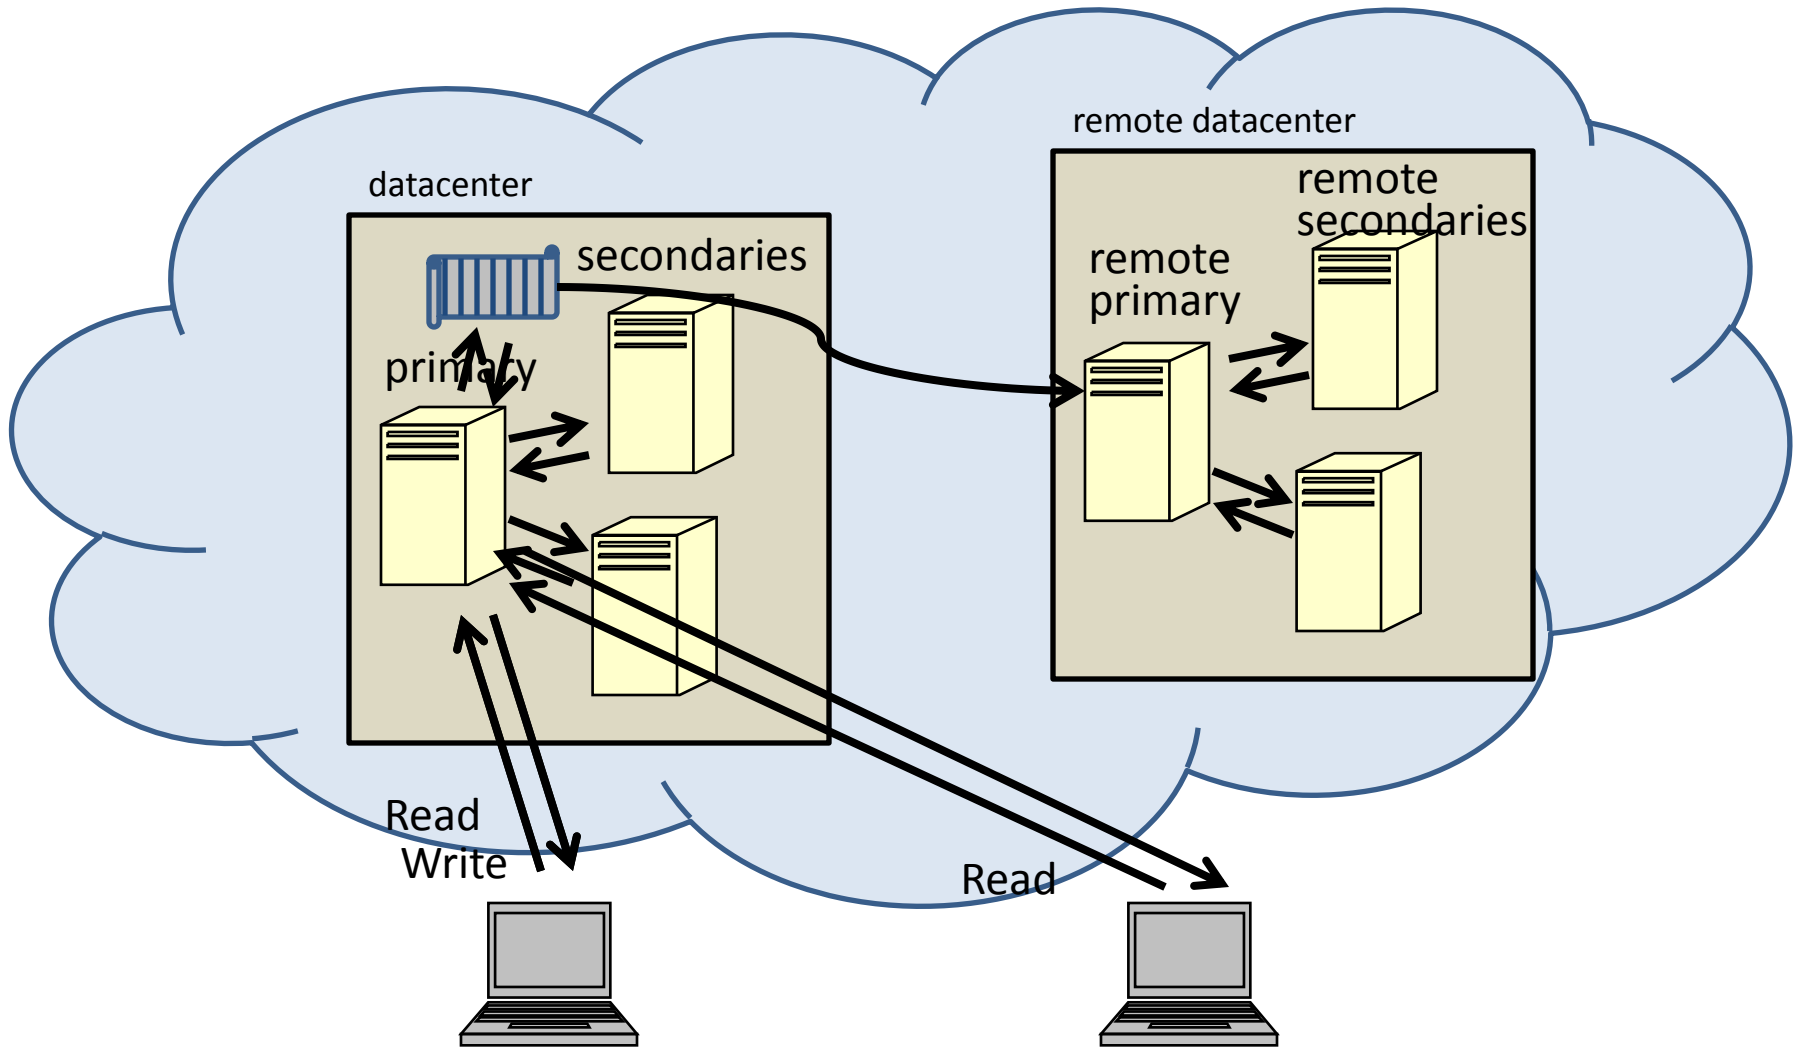 remote datacenter
datacenter
remote
secondaries
secondaries
remote
primary
primary
Read
Write
Read